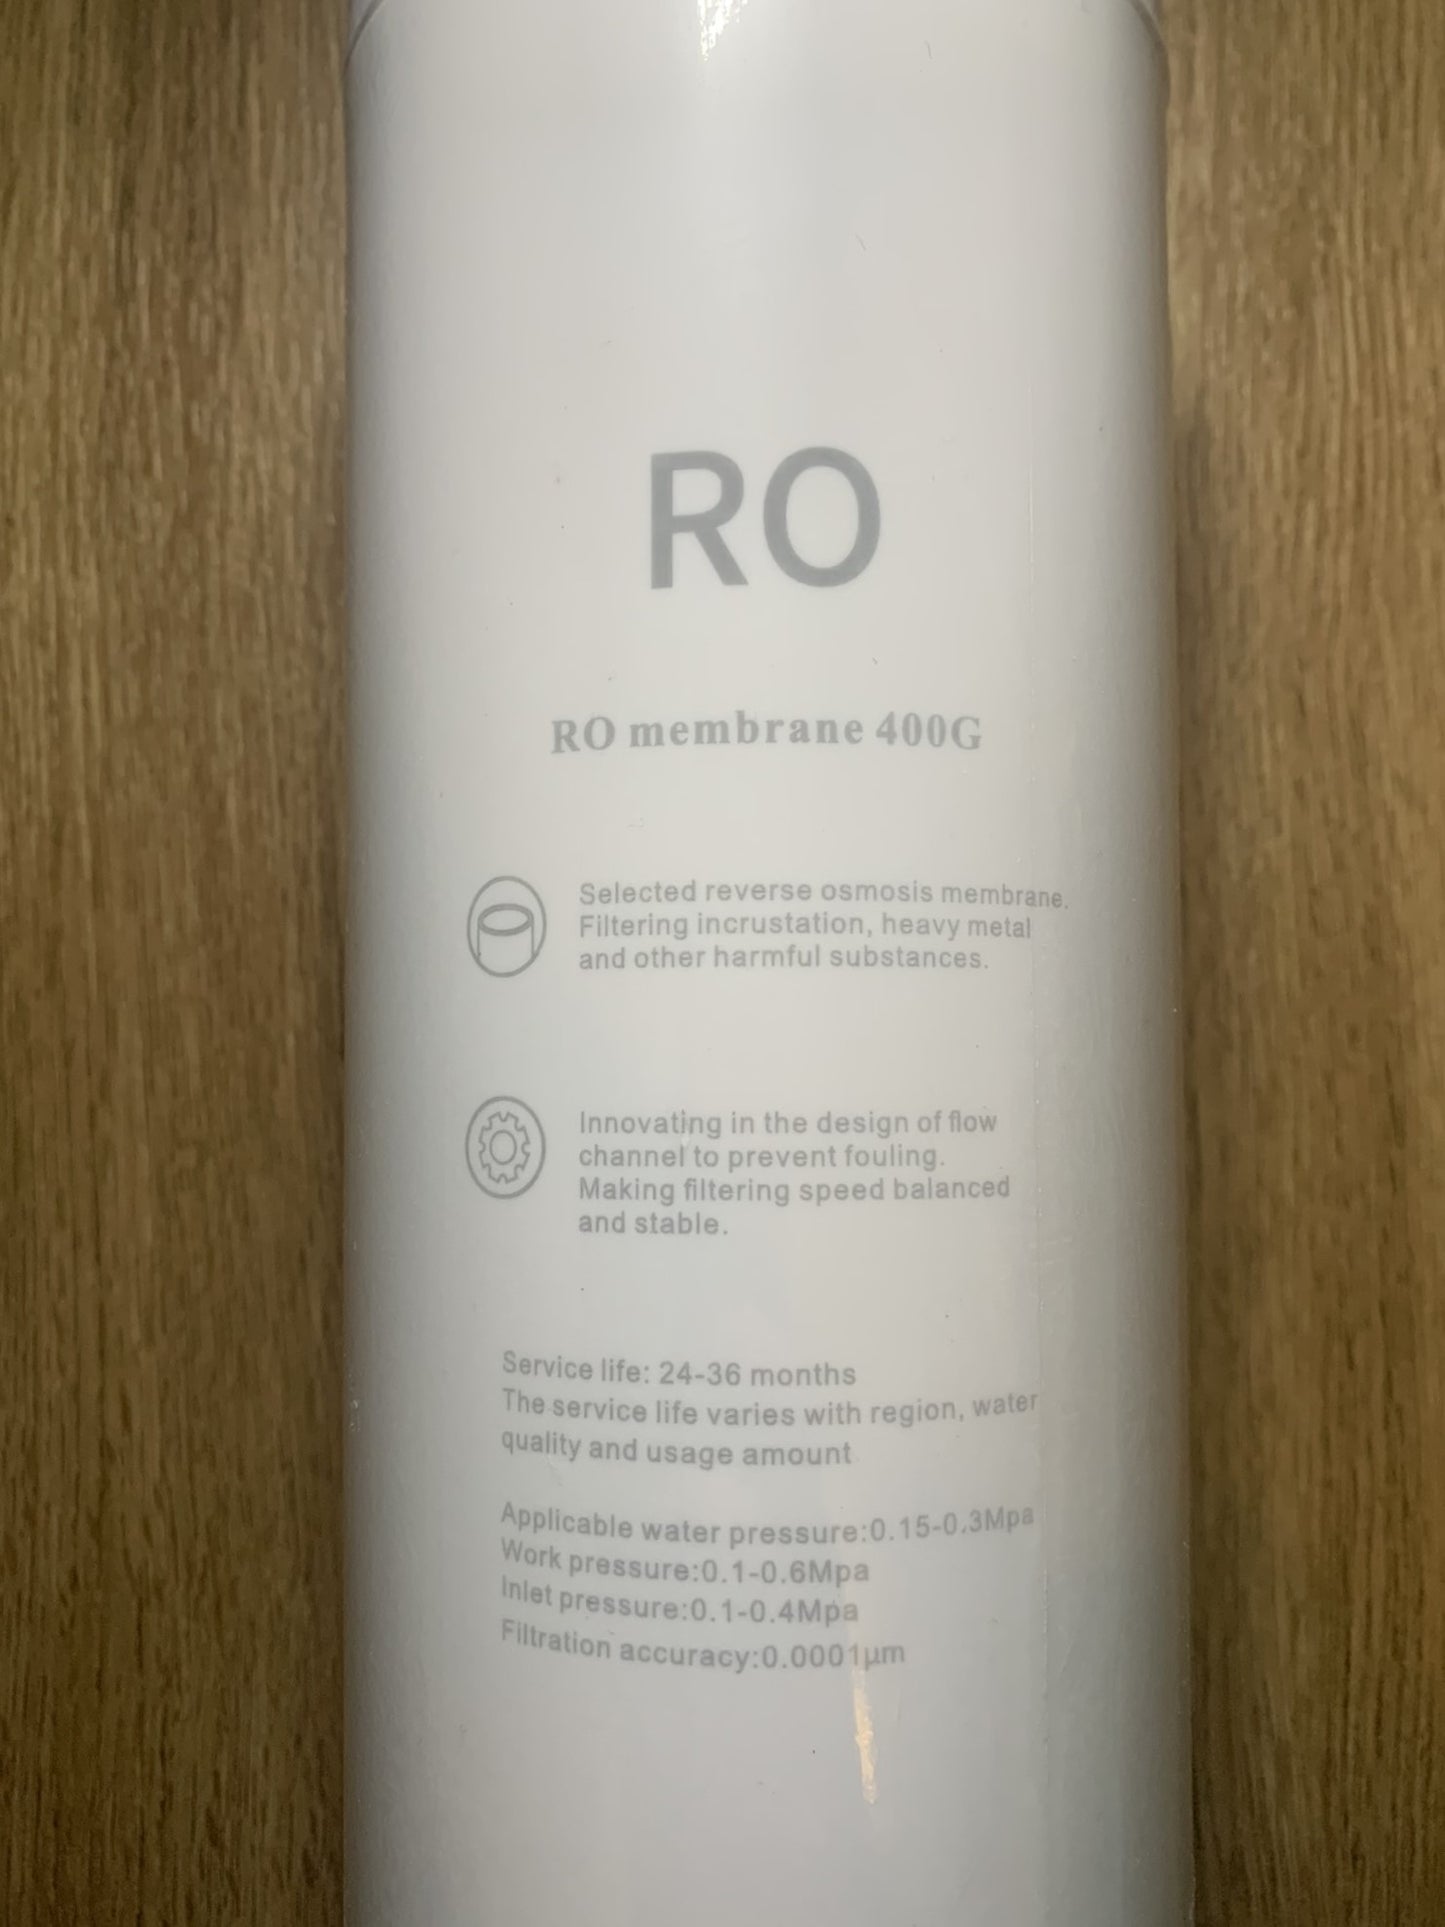 RO
RO membrane 400G
Selected reverse osmosis membrane.
Filtering incrustation, heavy metal
and other harmful substances.
Innovating in the design of flow
channel to prevent fouling.
Making filtering speed balanced
and stable.
Service life: 24-36 months
The service life varies with region, water
quality and usage amount
Applicable water pressure:0.15-0.3Mpa
Work pressure:0.1-0.6Mpa
Inlet pressure:0.1-0.4Mpa
Filtration accuracy:0.0001μm